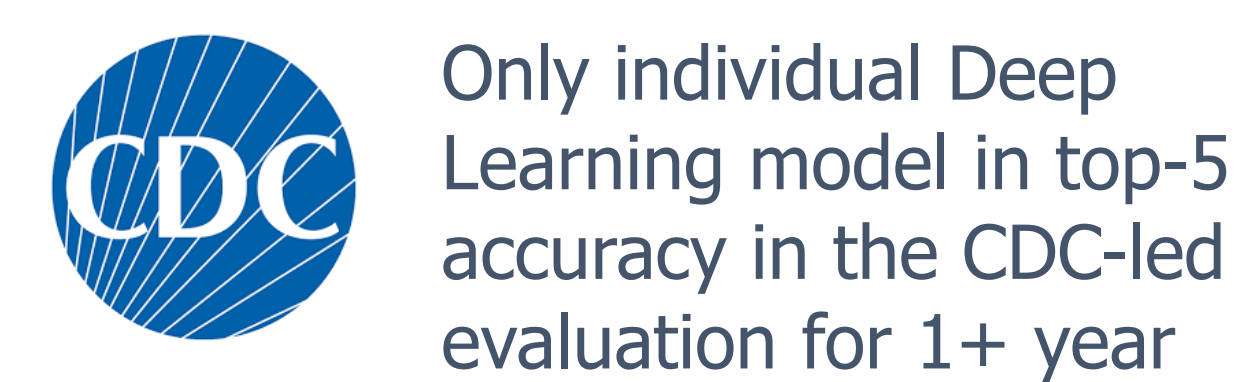 CDC
Only individual Deep
Learning model in top-5
accuracy in the CDC-led
evaluation for 1+ year